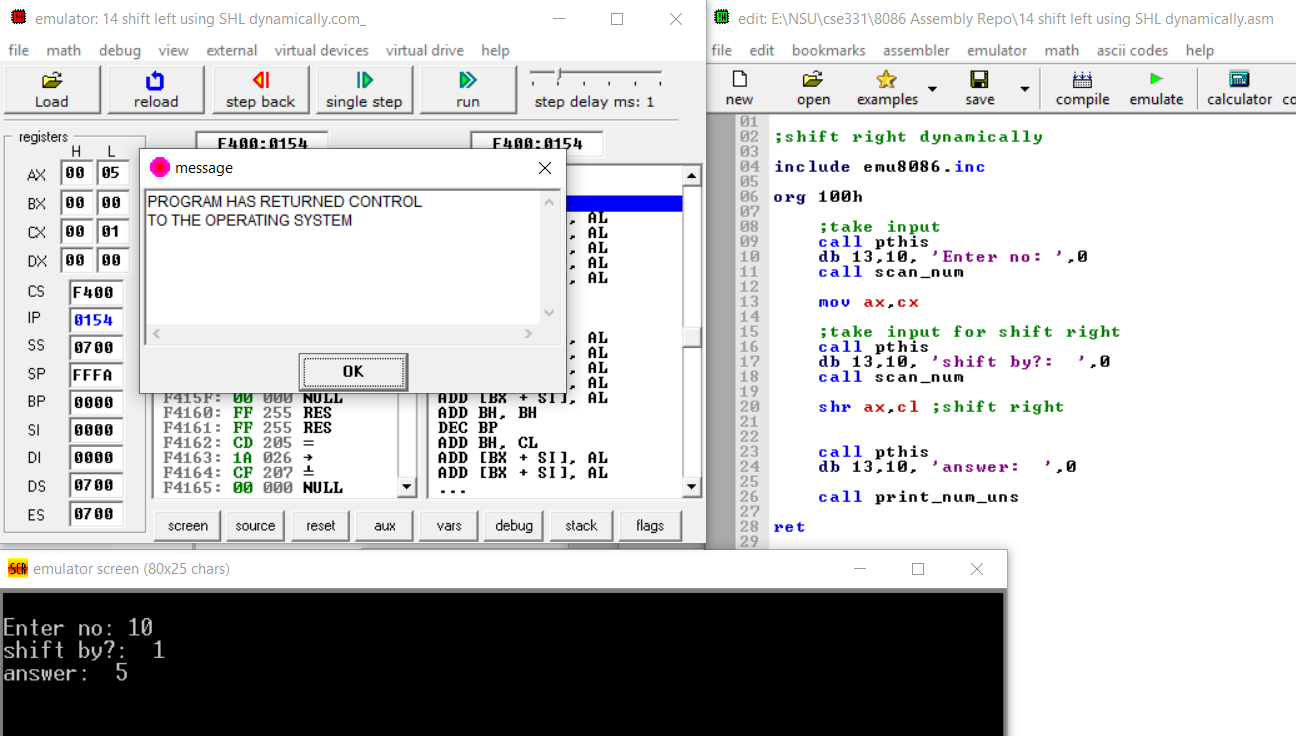 emulator: 14 shift left using SHL dynamically.com_
file math debug view external virtual devices virtual drive help
Load reload step back single step run step delay ms: 1
registers
H L
F400:0154 F400:0154
AX 00 05
BX 00 00
CX 00 01
DX 00 00
CS F400
IP 0154
SS 0700
SP FFFA
BP 0000
SI 0000
DI 0000
DS 0700
ES 0700
message
PROGRAM HAS RETURNED CONTROL
TO THE OPERATING SYSTEM
OK
, AL
, AL
, AL
, AL
, AL
, AL
, AL
, AL
, AL
F415F: 00 000 NULL ADD [BX + SI], AL
F4160: FF 255 RES ADD BH, BH
F4161: FF 255 RES DEC BP
F4162: CD 205 = ADD BH, CL
F4163: 1A 026 → ADD [BX + SI], AL
F4164: CF 207 ╧ ADD [BX + SI], AL
F4165: 00 000 NULL ...
screen source reset aux vars debug stack flags
edit: E:\NSU\cse331\8086 Assembly Repo\14 shift left using SHL dynamically.asm
file edit bookmarks assembler emulator math ascii codes help
new open examples save compile emulate calculator co
01
02 ;shift right dynamically
03
04 include emu8086.inc
05
06 org 100h
07
08 ;take input
09 call pthis
10 db 13,10, 'Enter no: ',0
11 call scan_num
12
13 mov ax,cx
14
15 ;take input for shift right
16 call pthis
17 db 13,10, 'shift by?:  ',0
18 call scan_num
19
20 shr ax,cl ;shift right
21
22
23 call pthis
24 db 13,10, 'answer:  ',0
25
26 call print_num_uns
27
28 ret
29
SCR emulator screen (80x25 chars)
Enter no: 10
shift by?:  1
answer:  5